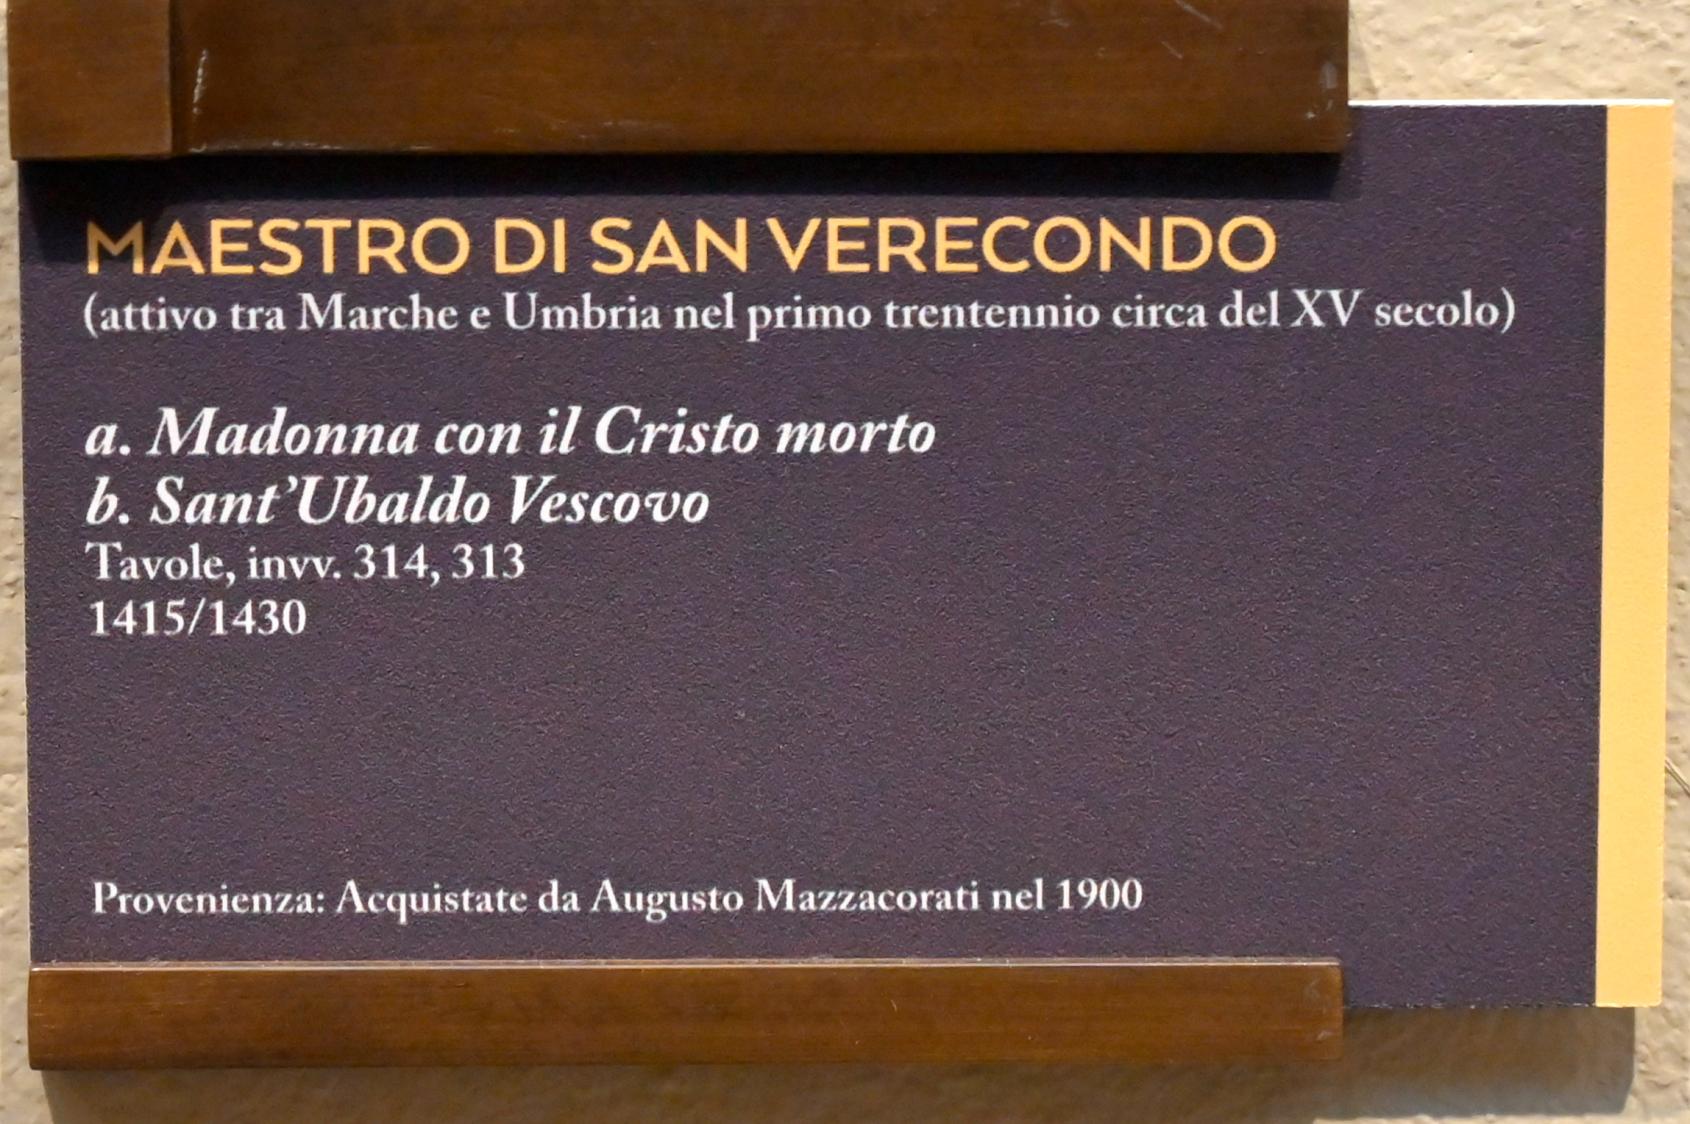 MAESTRO DI SAN VERECONDO
(attivo tra Marche e Umbria nel primo trentennio circa del XV secolo)
a. Madonna con il Cristo morto
b. Sant’Ubaldo Vescovo
Tavole, invv. 314, 313
1415/1430
Provenienza: Acquistate da Augusto Mazzacorati nel 1900